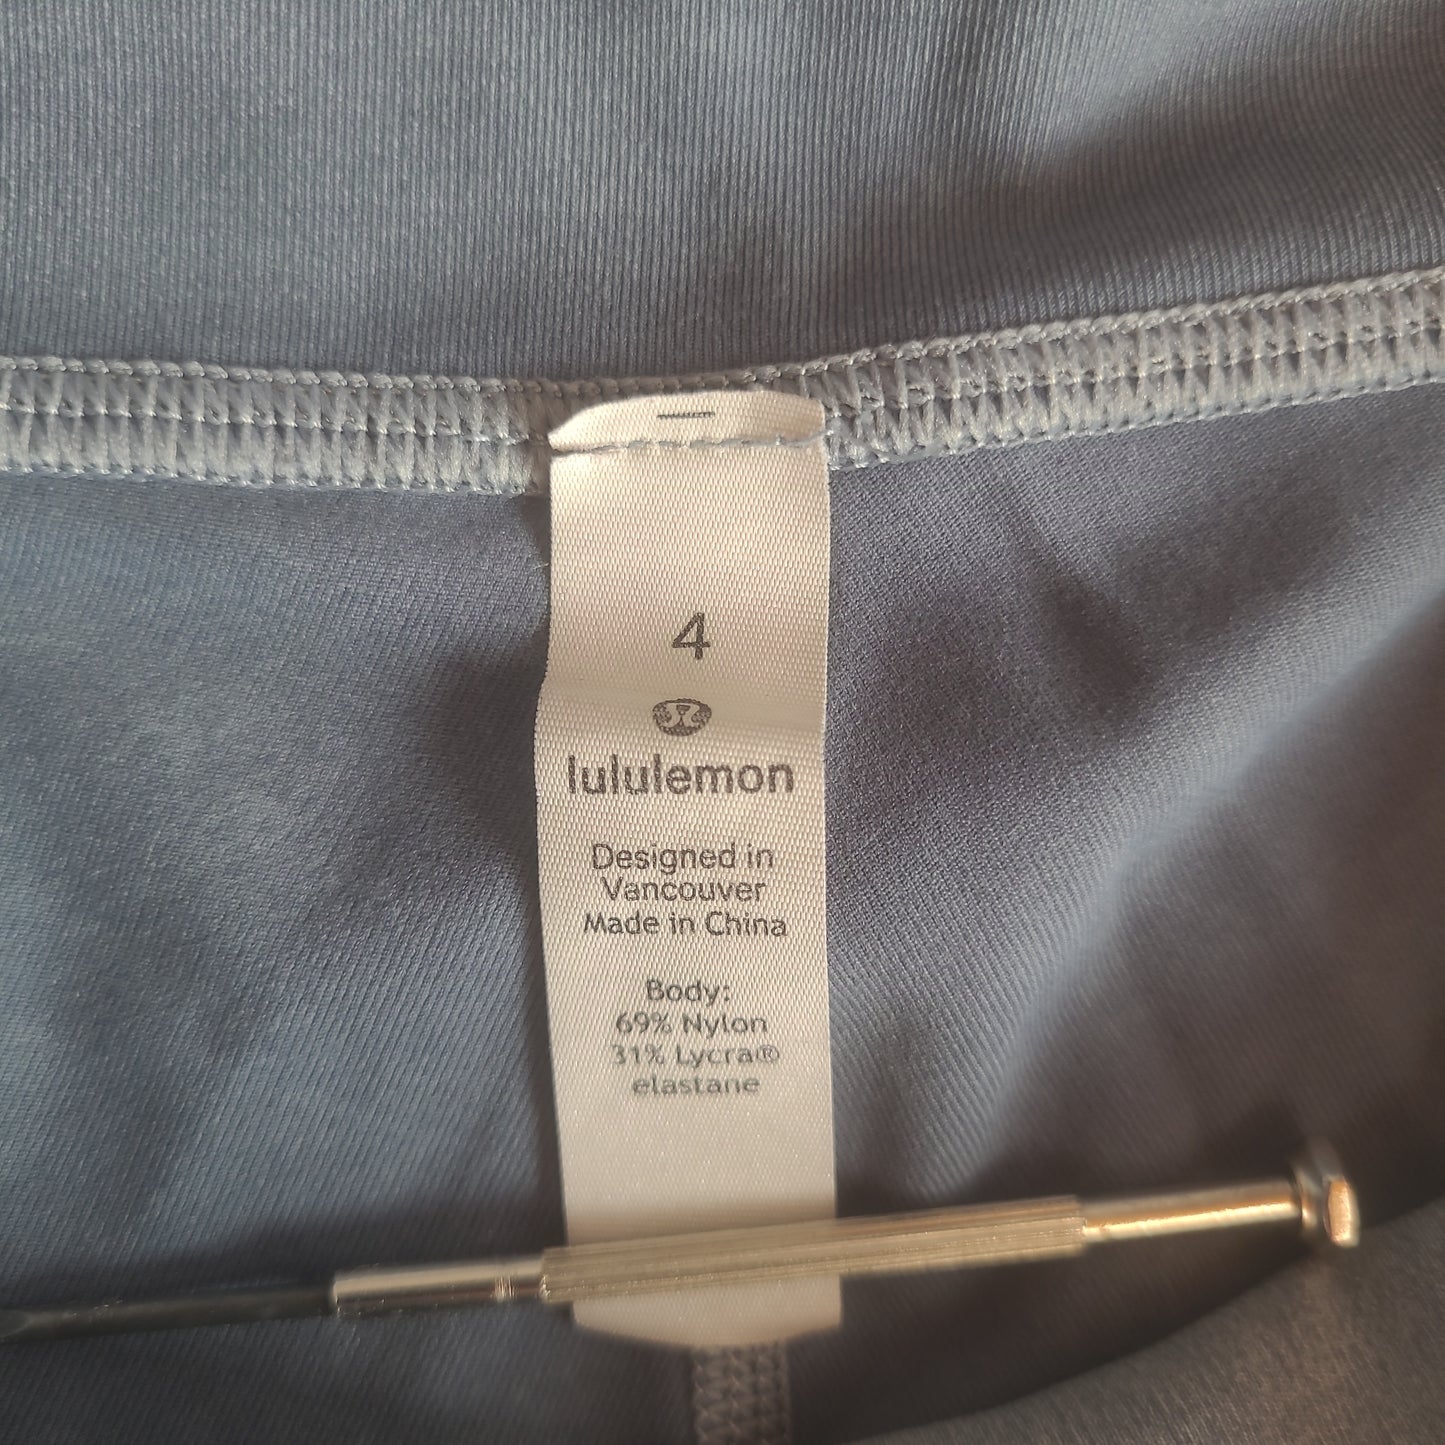 4
lululemon
Designed in
Vancouver
Made in China
Body:
69% Nylon
31% Lycra®
elastane